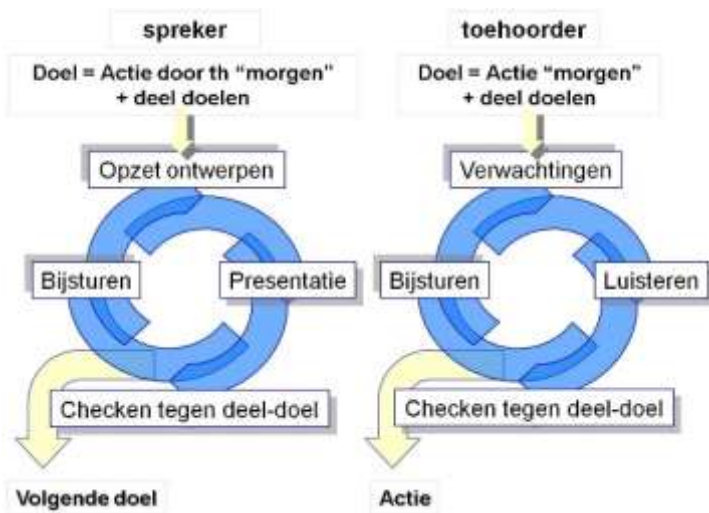 spreker
Doel = Actie door th “morgen”
+ deel doelen
Opzet ontwerpen
Bijsturen
Presentatie
Checken tegen deel-doel
Volgende doel
toehoorder
Doel = Actie “morgen”
+ deel doelen
Verwachtingen
Bijsturen
Luisteren
Checken tegen deel-doel
Actie